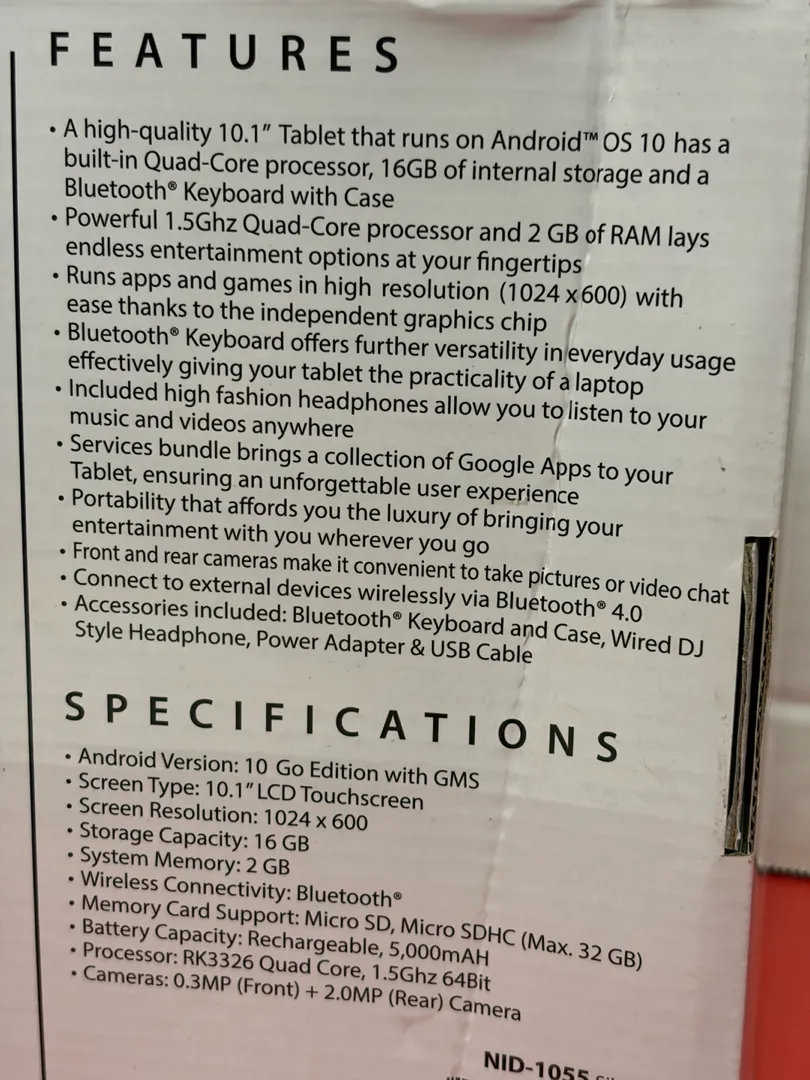 FEATURES
• A high-quality 10.1" Tablet that runs on Android™ OS 10 has a
built-in Quad-Core processor, 16GB of internal storage and a
Bluetooth® Keyboard with Case
• Powerful 1.5Ghz Quad-Core processor and 2 GB of RAM lays
endless entertainment options at your fingertips
• Runs apps and games in high resolution (1024 x 600) with
ease thanks to the independent graphics chip
• Bluetooth® Keyboard offers further versatility in everyday usage
effectively giving your tablet the practicality of a laptop
• Included high fashion headphones allow you to listen to your
music and videos anywhere
• Services bundle brings a collection of Google Apps to your
Tablet, ensuring an unforgettable user experience
• Portability that affords you the luxury of bringing your
entertainment with you wherever you go
• Front and rear cameras make it convenient to take pictures or video chat
• Connect to external devices wirelessly via Bluetooth® 4.0
• Accessories included: Bluetooth® Keyboard and Case, Wired DJ
Style Headphone, Power Adapter & USB Cable
SPECIFICATIONS
• Android Version: 10 Go Edition with GMS
• Screen Type: 10.1" LCD Touchscreen
• Screen Resolution: 1024 x 600
• Storage Capacity: 16 GB
• System Memory: 2 GB
• Wireless Connectivity: Bluetooth®
• Memory Card Support: Micro SD, Micro SDHC (Max. 32 GB)
• Battery Capacity: Rechargeable, 5,000mAH
• Processor: RK3326 Quad Core, 1.5Ghz 64Bit
• Cameras: 0.3MP (Front) + 2.0MP (Rear) Camera
NID-1055